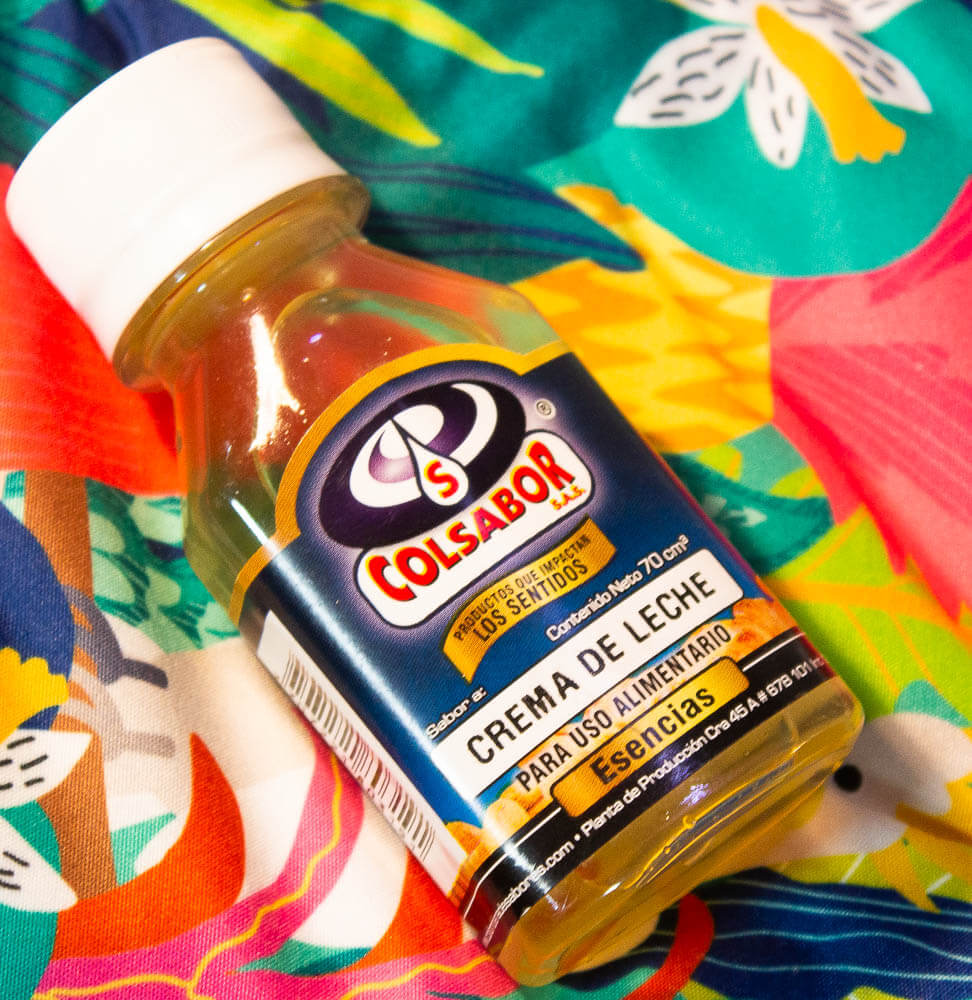 S
®
COLSABOR
S.A.S.
PRODUCTOS QUE IMPACTAN
LOS SENTIDOS
Contenido Neto 70 cm³
Sabor a:
CREMA DE LECHE
PARA USO ALIMENTARIO
Esencias
Planta de Producción Cra 45 A # 67B 101